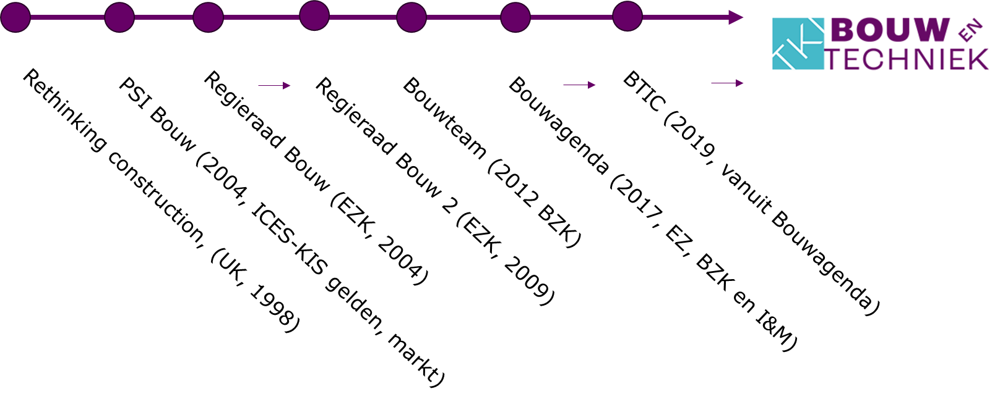 Rethinking construction, (UK, 1998)
PSI Bouw (2004, ICES-KIS gelden, markt)
Regieraad Bouw (EZK, 2004)
Regieraad Bouw 2 (EZK, 2009)
Bouwteam (2012 BZK)
Bouwagenda (2017, EZ, BZK en I&M)
BTIC (2019, vanuit Bouwagenda)
TKI
BOUW EN
TECHNIEK